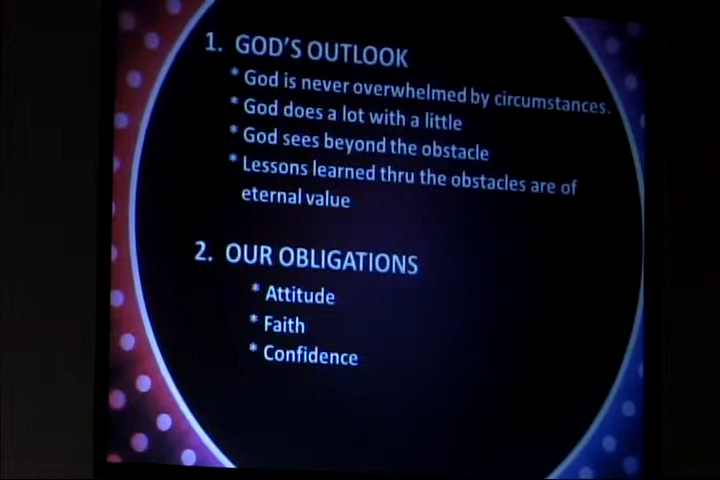 1. GOD'S OUTLOOK
* God is never overwhelmed by circumstances.
* God does a lot with a little
* God sees beyond the obstacle
* Lessons learned thru the obstacles are of
eternal value
2. OUR OBLIGATIONS
* Attitude
* Faith
* Confidence